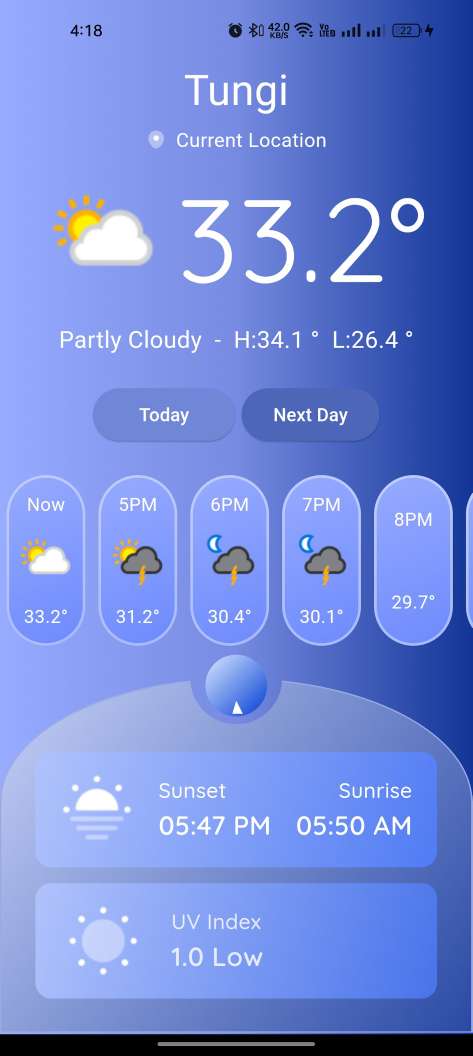 4:18
42.0
KB/S
Vo
LTED
22
Tungi
Current Location
33.2°
Partly Cloudy - H:34.1 ° L:26.4 °
Today Next Day
Now 5PM 6PM 7PM 8PM
33.2° 31.2° 30.4° 30.1° 29.7°
Sunset Sunrise
05:47 PM 05:50 AM
UV Index
1.0 Low